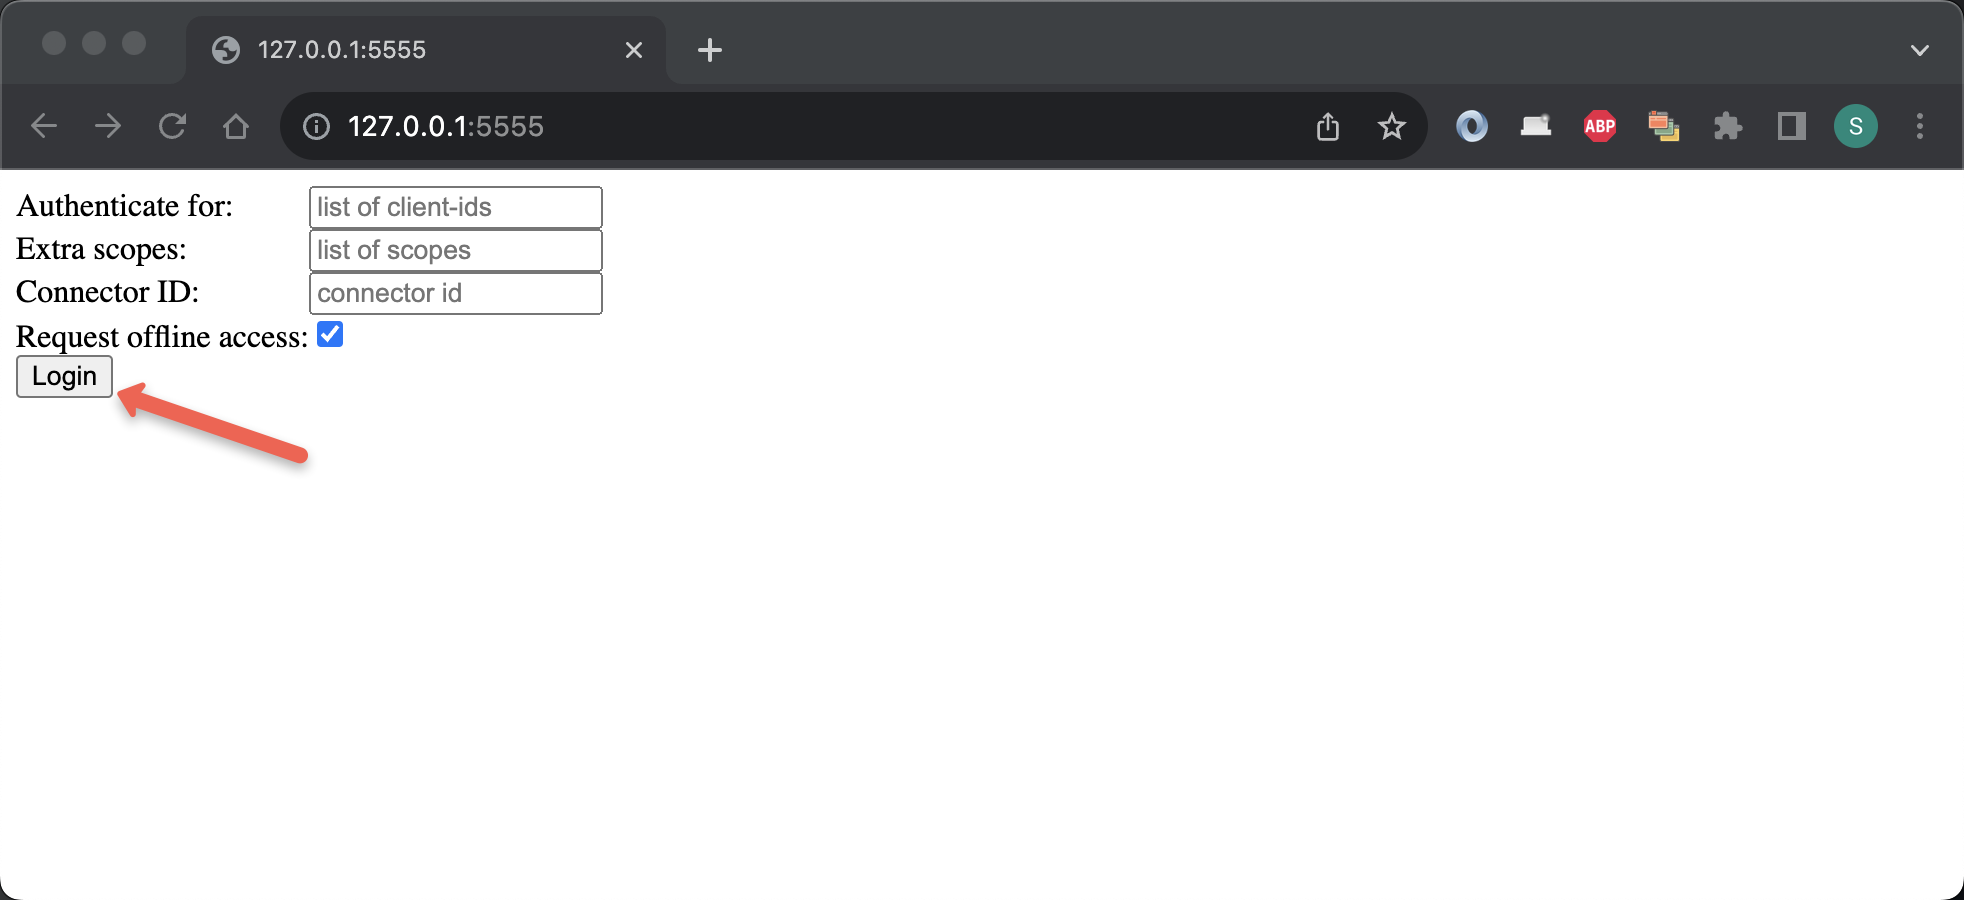 127.0.0.1:5555
127.0.0.1:5555
ABP
S
Authenticate for: list of client-ids
Extra scopes: list of scopes
Connector ID: connector id
Request offline access:
Login